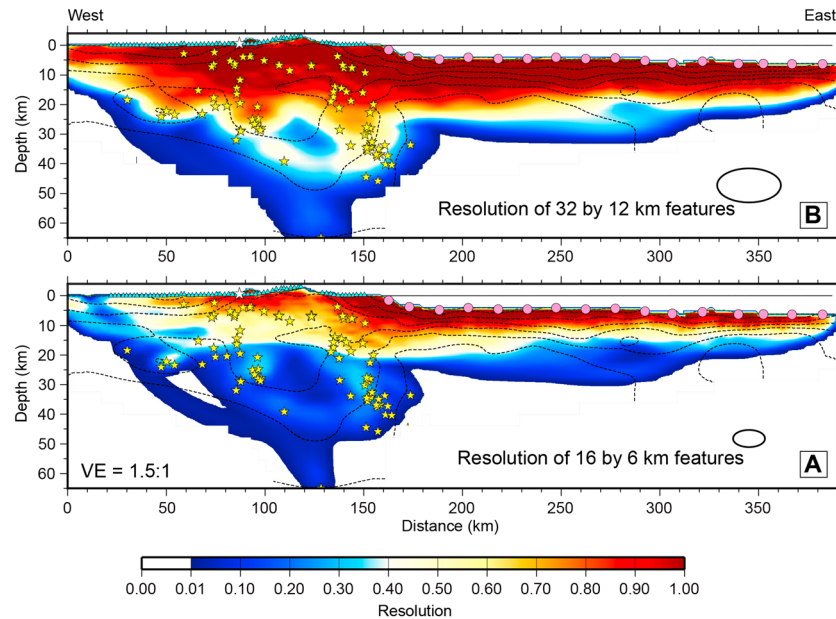 West East
0
10
20
30
40
50
60
Depth (km)
Resolution of 32 by 12 km features
B
0 50 100 150 200 250 300 350
0
10
20
30
40
50
60
Depth (km)
VE = 1.5:1
Resolution of 16 by 6 km features
A
0 50 100 150 200 250 300 350
Distance (km)
0.00 0.01 0.10 0.20 0.30 0.40 0.50 0.60 0.70 0.80 0.90 1.00
Resolution